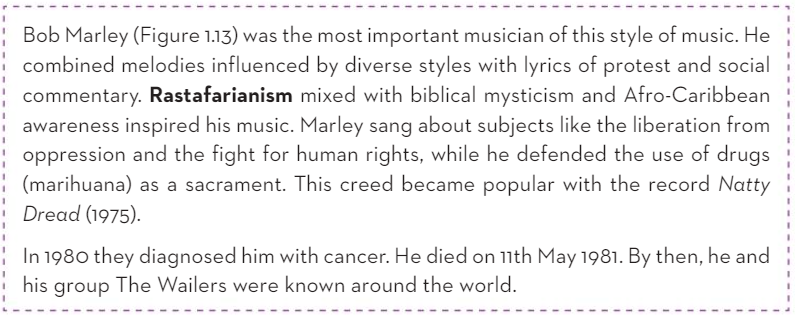 Bob Marley (Figure 1.13) was the most important musician of this style of music. He
combined melodies influenced by diverse styles with lyrics of protest and social
commentary. Rastafarianism mixed with biblical mysticism and Afro-Caribbean
awareness inspired his music. Marley sang about subjects like the liberation from
oppression and the fight for human rights, while he defended the use of drugs
(marihuana) as a sacrament. This creed became popular with the record Natty
Dread (1975).
In 1980 they diagnosed him with cancer. He died on 11th May 1981. By then, he and
his group The Wailers were known around the world.